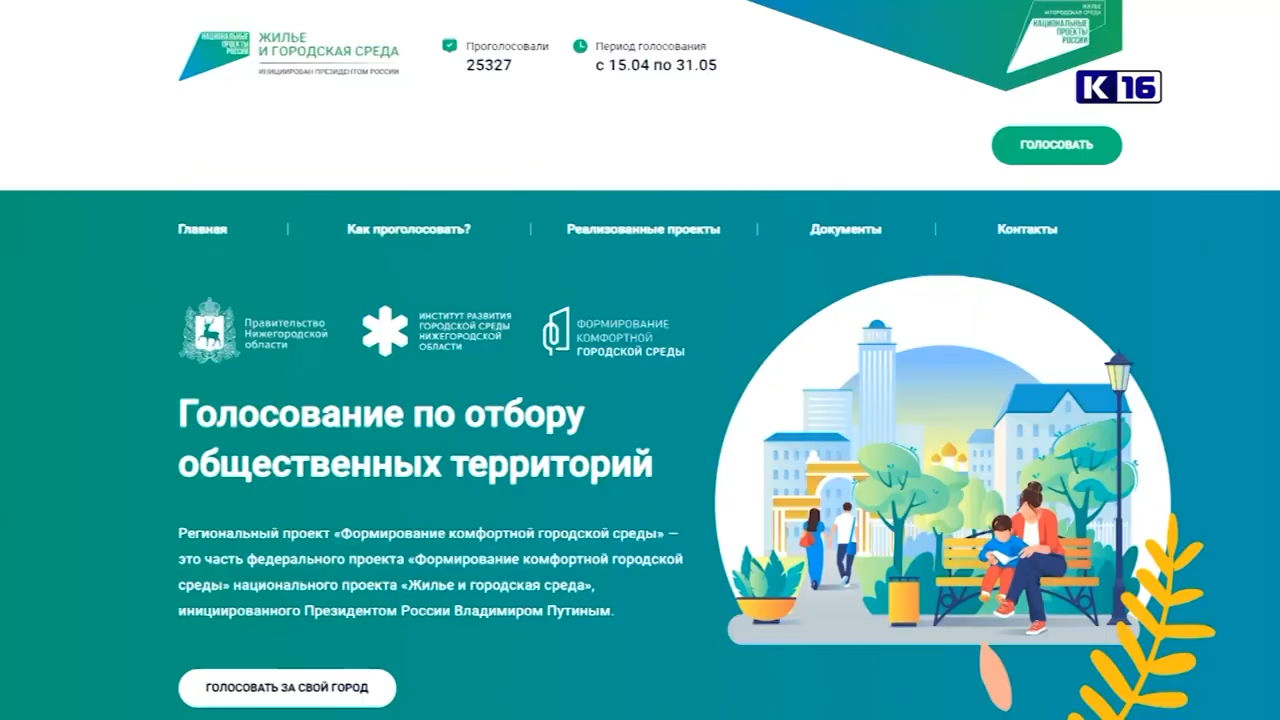 НАЦИОНАЛЬНЫЕ
ПРОЕКТЫ
РОССИИ
ЖИЛЬЕ
И ГОРОДСКАЯ СРЕДА
ИНИЦИИРОВАН ПРЕЗИДЕНТОМ РОССИИ
Проголосовали
25327
Период голосования
с 15.04 по 31.05
ЖИЛЬЕ
И ГОРОДСКАЯ СРЕДА
НАЦИОНАЛЬНЫЕ
ПРОЕКТЫ
РОССИИ
К 16
ГОЛОСОВАТЬ
Главная
Как проголосовать?
Реализованные проекты
Документы
Контакты
Правительство
Нижегородской
области
ИНСТИТУТ РАЗВИТИЯ
ГОРОДСКОЙ СРЕДЫ
НИЖЕГОРОДСКОЙ
ОБЛАСТИ
ФОРМИРОВАНИЕ
КОМФОРТНОЙ
ГОРОДСКОЙ СРЕДЫ
Голосование по отбору
общественных территорий
Региональный проект «Формирование комфортной городской среды» —
это часть федерального проекта «Формирование комфортной городской
среды» национального проекта «Жилье и городская среда»,
инициированного Президентом России Владимиром Путиным.
ГОЛОСОВАТЬ ЗА СВОЙ ГОРОД